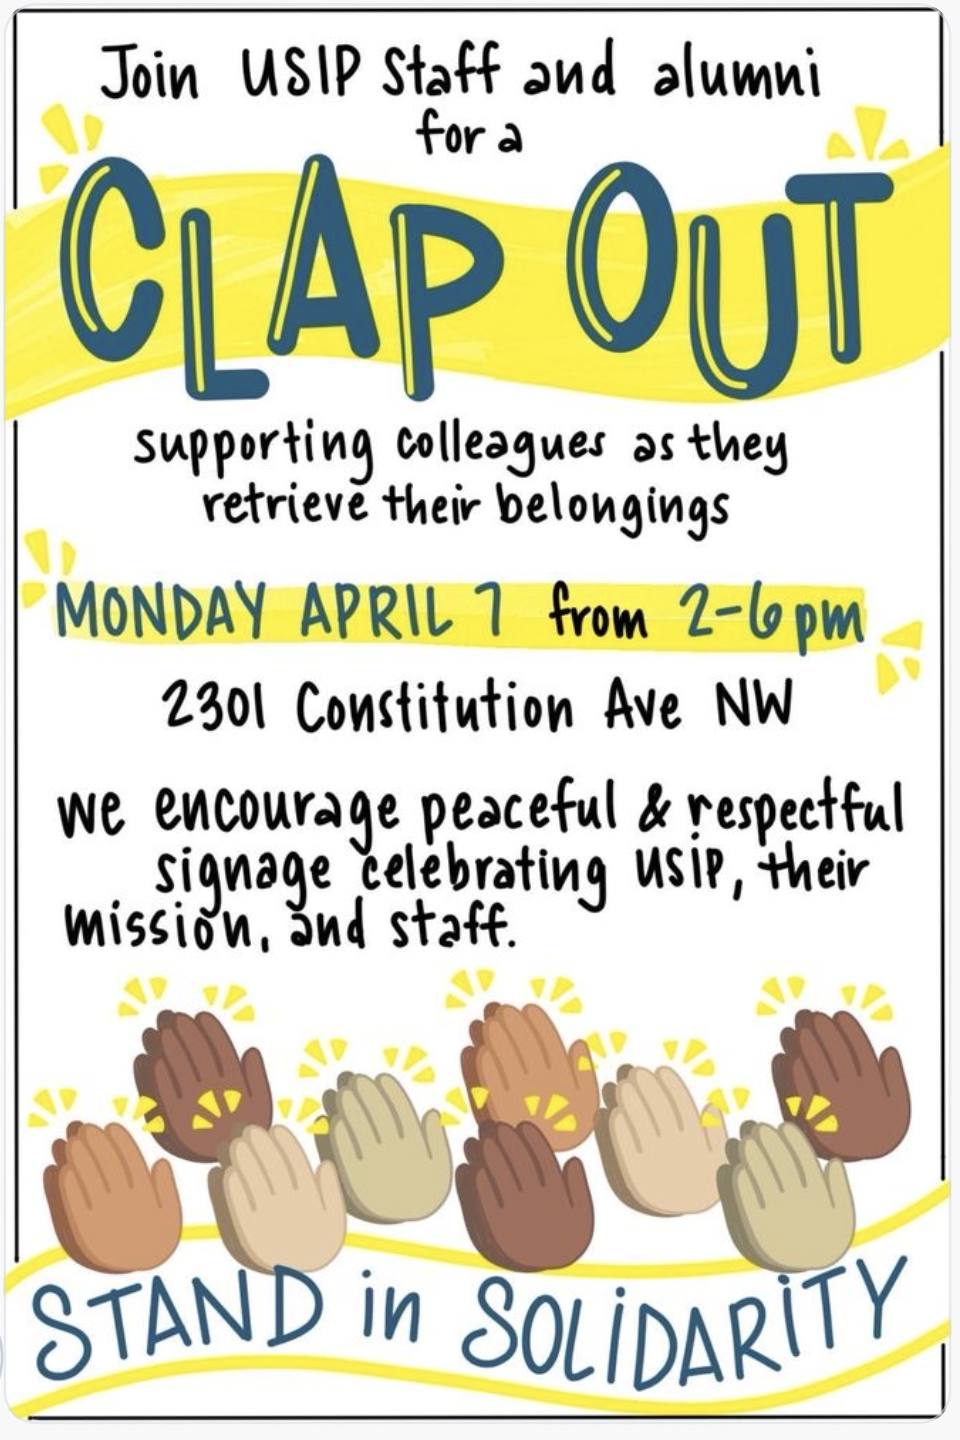 Join USIP Staff and alumni
for a
CLAP OUT
supporting colleagues as they
retrieve their belongings
MONDAY APRIL 7 from 2-6pm
2301 Constitution Ave NW
we encourage peaceful & respectful
signage celebrating USIP, their
mission, and staff.
STAND in SOLiDARiTY